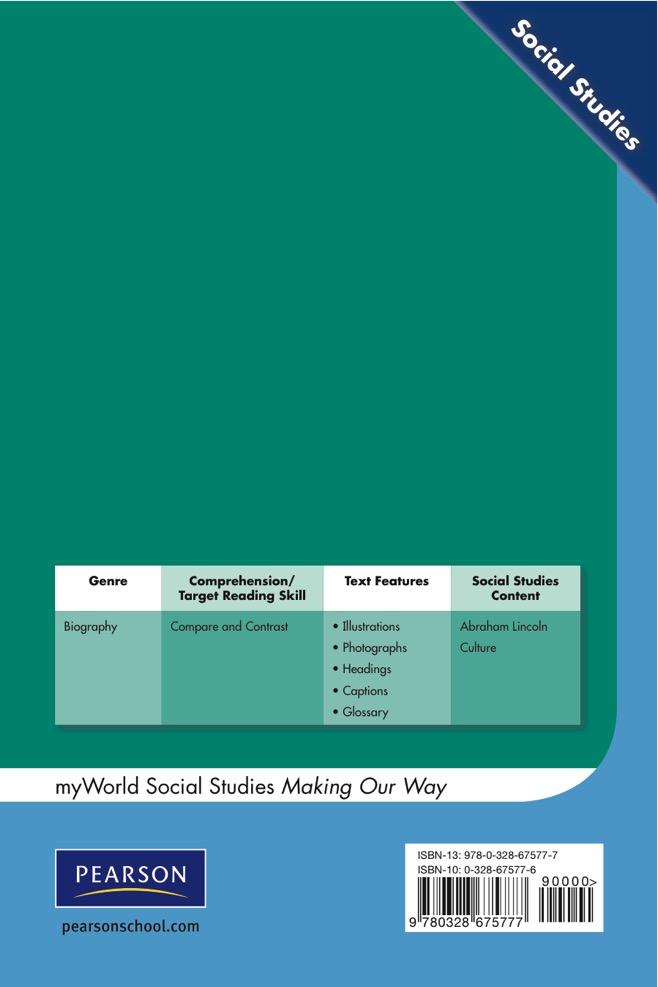 Social Studies
Genre
Comprehension/
Target Reading Skill
Text Features
Social Studies
Content
Biography
Compare and Contrast
• Illustrations
• Photographs
• Headings
• Captions
• Glossary
Abraham Lincoln
Culture
myWorld Social Studies Making Our Way
PEARSON
pearsonschool.com
ISBN-13: 978-0-328-67577-7
ISBN-10: 0-328-67577-6
90000>
9 780328 675777